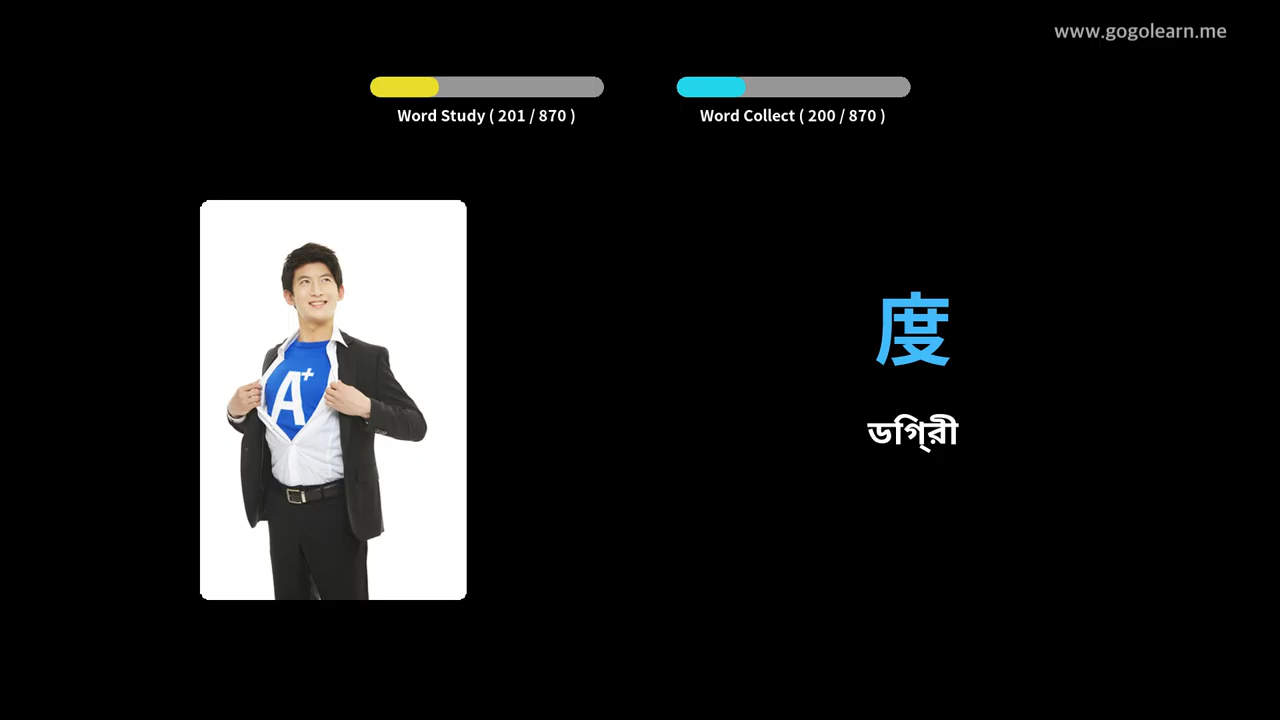 www.gogolearn.me
Word Study ( 201 / 870 )
Word Collect ( 200 / 870 )
A+
度
ডিগ্রী